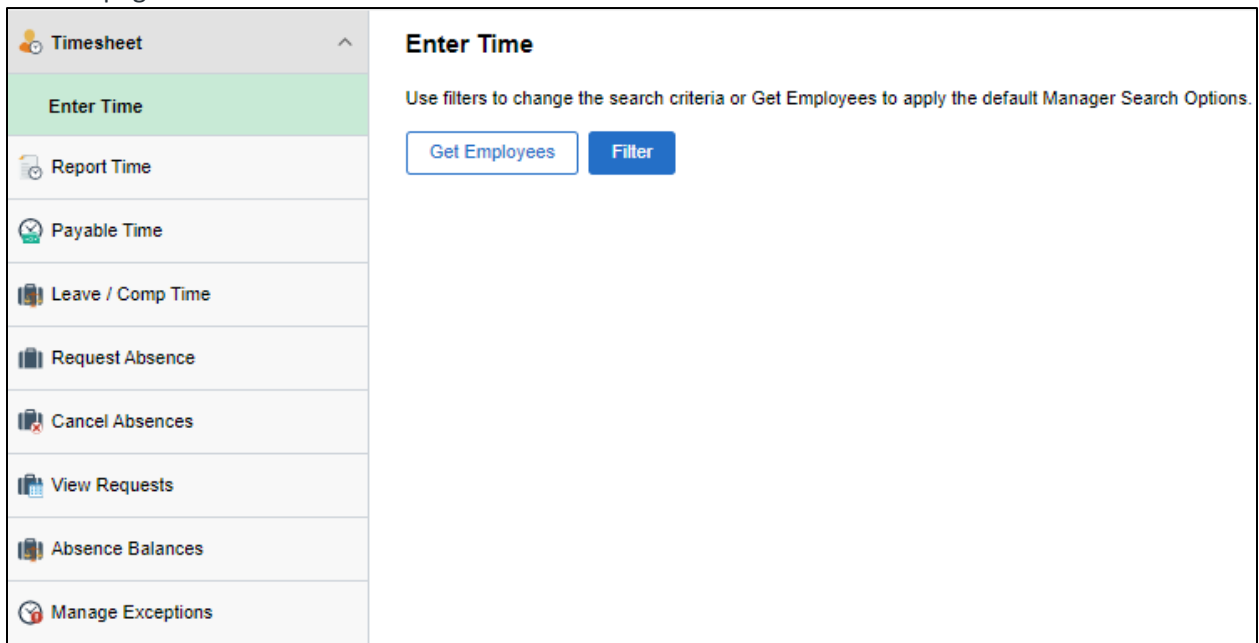 Timesheet
Enter Time
Report Time
Payable Time
Leave / Comp Time
Request Absence
Cancel Absences
View Requests
Absence Balances
Manage Exceptions
Enter Time
Use filters to change the search criteria or Get Employees to apply the default Manager Search Options.
Get Employees
Filter